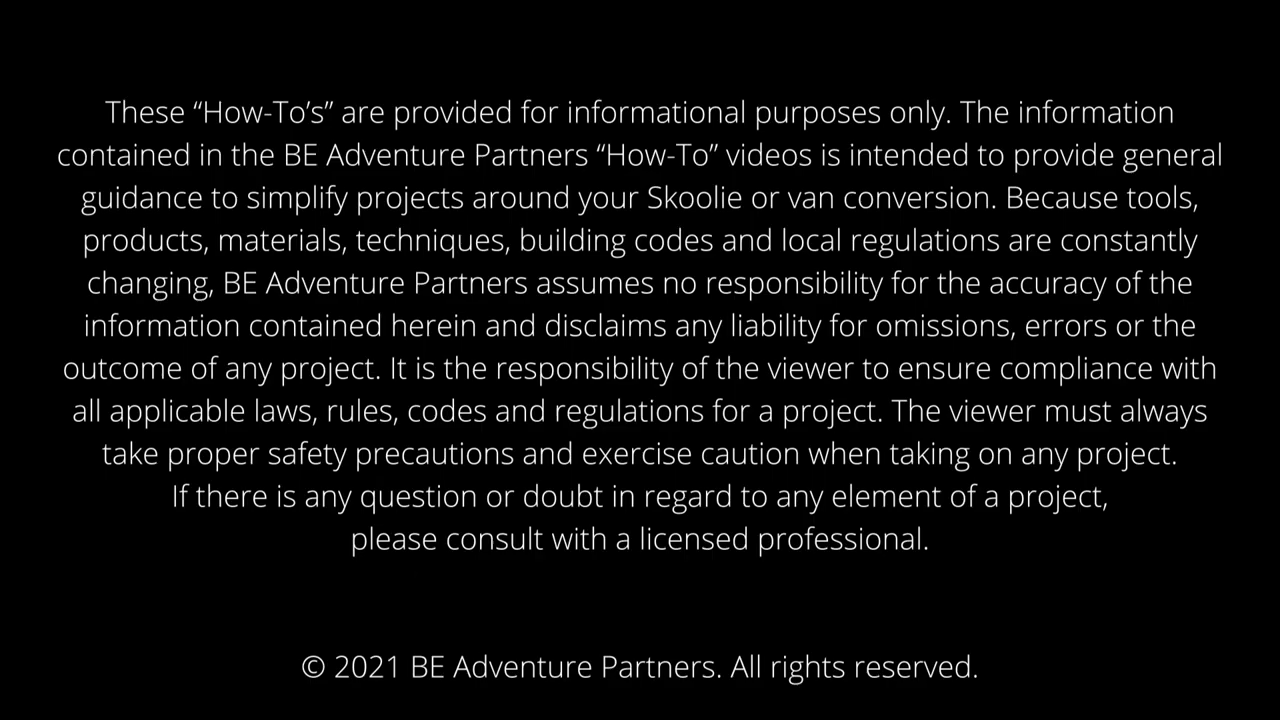 These “How-To’s” are provided for informational purposes only. The information
contained in the BE Adventure Partners “How-To” videos is intended to provide general
guidance to simplify projects around your Skoolie or van conversion. Because tools,
products, materials, techniques, building codes and local regulations are constantly
changing, BE Adventure Partners assumes no responsibility for the accuracy of the
information contained herein and disclaims any liability for omissions, errors or the
outcome of any project. It is the responsibility of the viewer to ensure compliance with
all applicable laws, rules, codes and regulations for a project. The viewer must always
take proper safety precautions and exercise caution when taking on any project.
If there is any question or doubt in regard to any element of a project,
please consult with a licensed professional.
© 2021 BE Adventure Partners. All rights reserved.